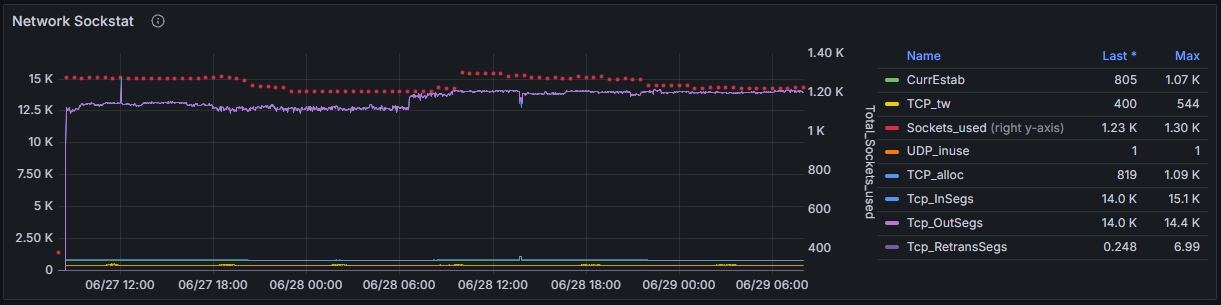 Network Sockstat
15 K
12.5 K
10 K
7.50 K
5 K
2.50 K
0
06/27 12:00 06/27 18:00 06/28 00:00 06/28 06:00 06/28 12:00 06/28 18:00 06/29 00:00 06/29 06:00
1.40 K
1.20 K
1 K
800
600
400
Total_Sockets_used
Name Last * Max
CurrEstab 805 1.07 K
TCP_tw 400 544
Sockets_used (right y-axis) 1.23 K 1.30 K
UDP_inuse 1 1
TCP_alloc 819 1.09 K
Tcp_InSegs 14.0 K 15.1 K
Tcp_OutSegs 14.0 K 14.4 K
Tcp_RetransSegs 0.248 6.99